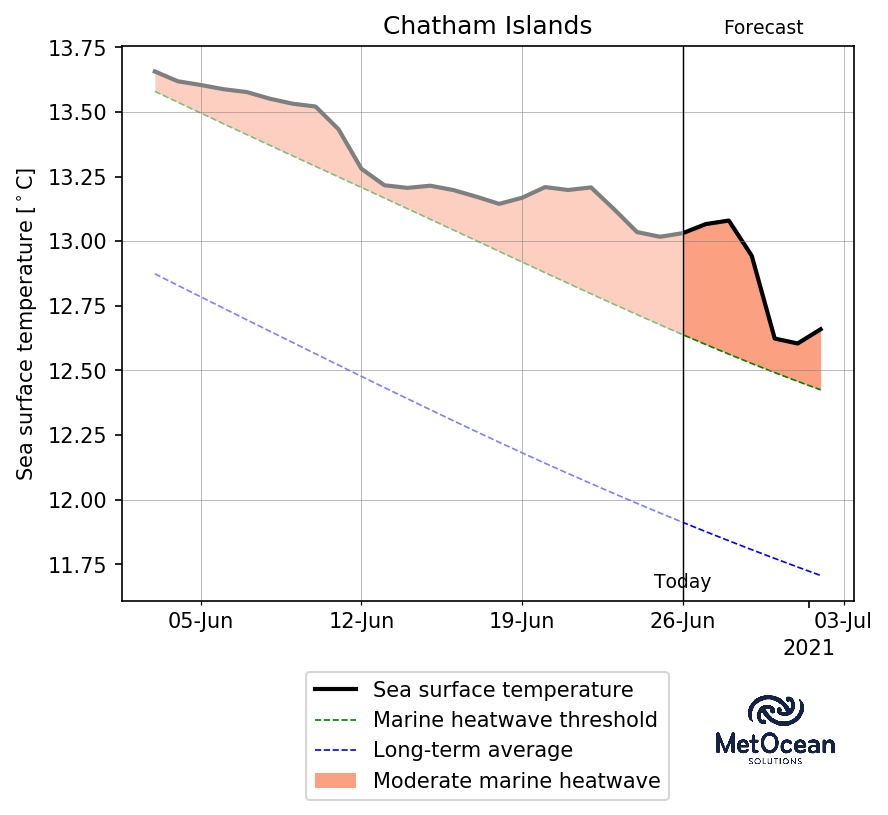 Chatham Islands
Forecast
13.75
13.50
13.25
13.00
12.75
12.50
12.25
12.00
11.75
Sea surface temperature [°C]
Today
05-Jun
12-Jun
19-Jun
26-Jun
03-Jul
2021
Sea surface temperature
Marine heatwave threshold
Long-term average
Moderate marine heatwave
MetOcean
SOLUTIONS